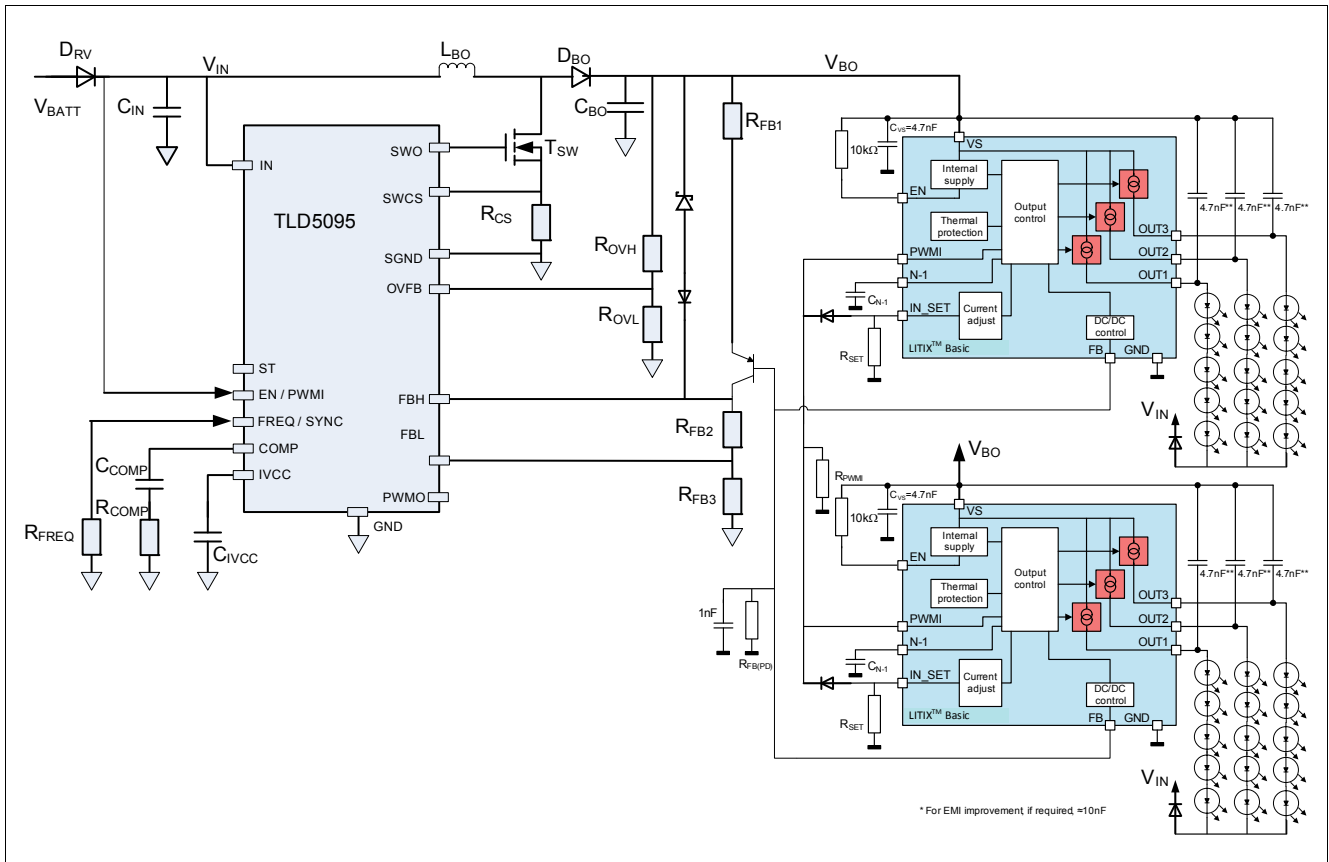 DRV
VIN
LBO
DBO
VBO
VBATT
CIN
CBO
RFB1
TSW
RCS
ROVH
ROVL
RFB2
RFB3
TLD5095
IN
ST
EN / PWMI
FREQ / SYNC
COMP
IVCC
SWO
SWCS
SGND
OVFB
FBH
FBL
PWMO
GND
CCOMP
RCOMP
RFREQ
CIVCC
1nF
RFB(PD)
RPWMI
CVS=4.7nF
10kΩ
VS
EN
Internal supply
Thermal protection
Output control
PWMI
N-1
CN-1
IN_SET
Current adjust
RSET
DC/DC control
LITIX™ Basic
FB
GND
OUT3
OUT2
OUT1
4.7nF**
4.7nF**
4.7nF**
VIN
VBO
CVS=4.7nF
10kΩ
VS
EN
Internal supply
Thermal protection
Output control
PWMI
N-1
CN-1
IN_SET
Current adjust
RSET
DC/DC control
LITIX™ Basic
FB
GND
OUT3
OUT2
OUT1
4.7nF**
4.7nF**
4.7nF**
VIN
* For EMI improvement, if required, ≈10nF